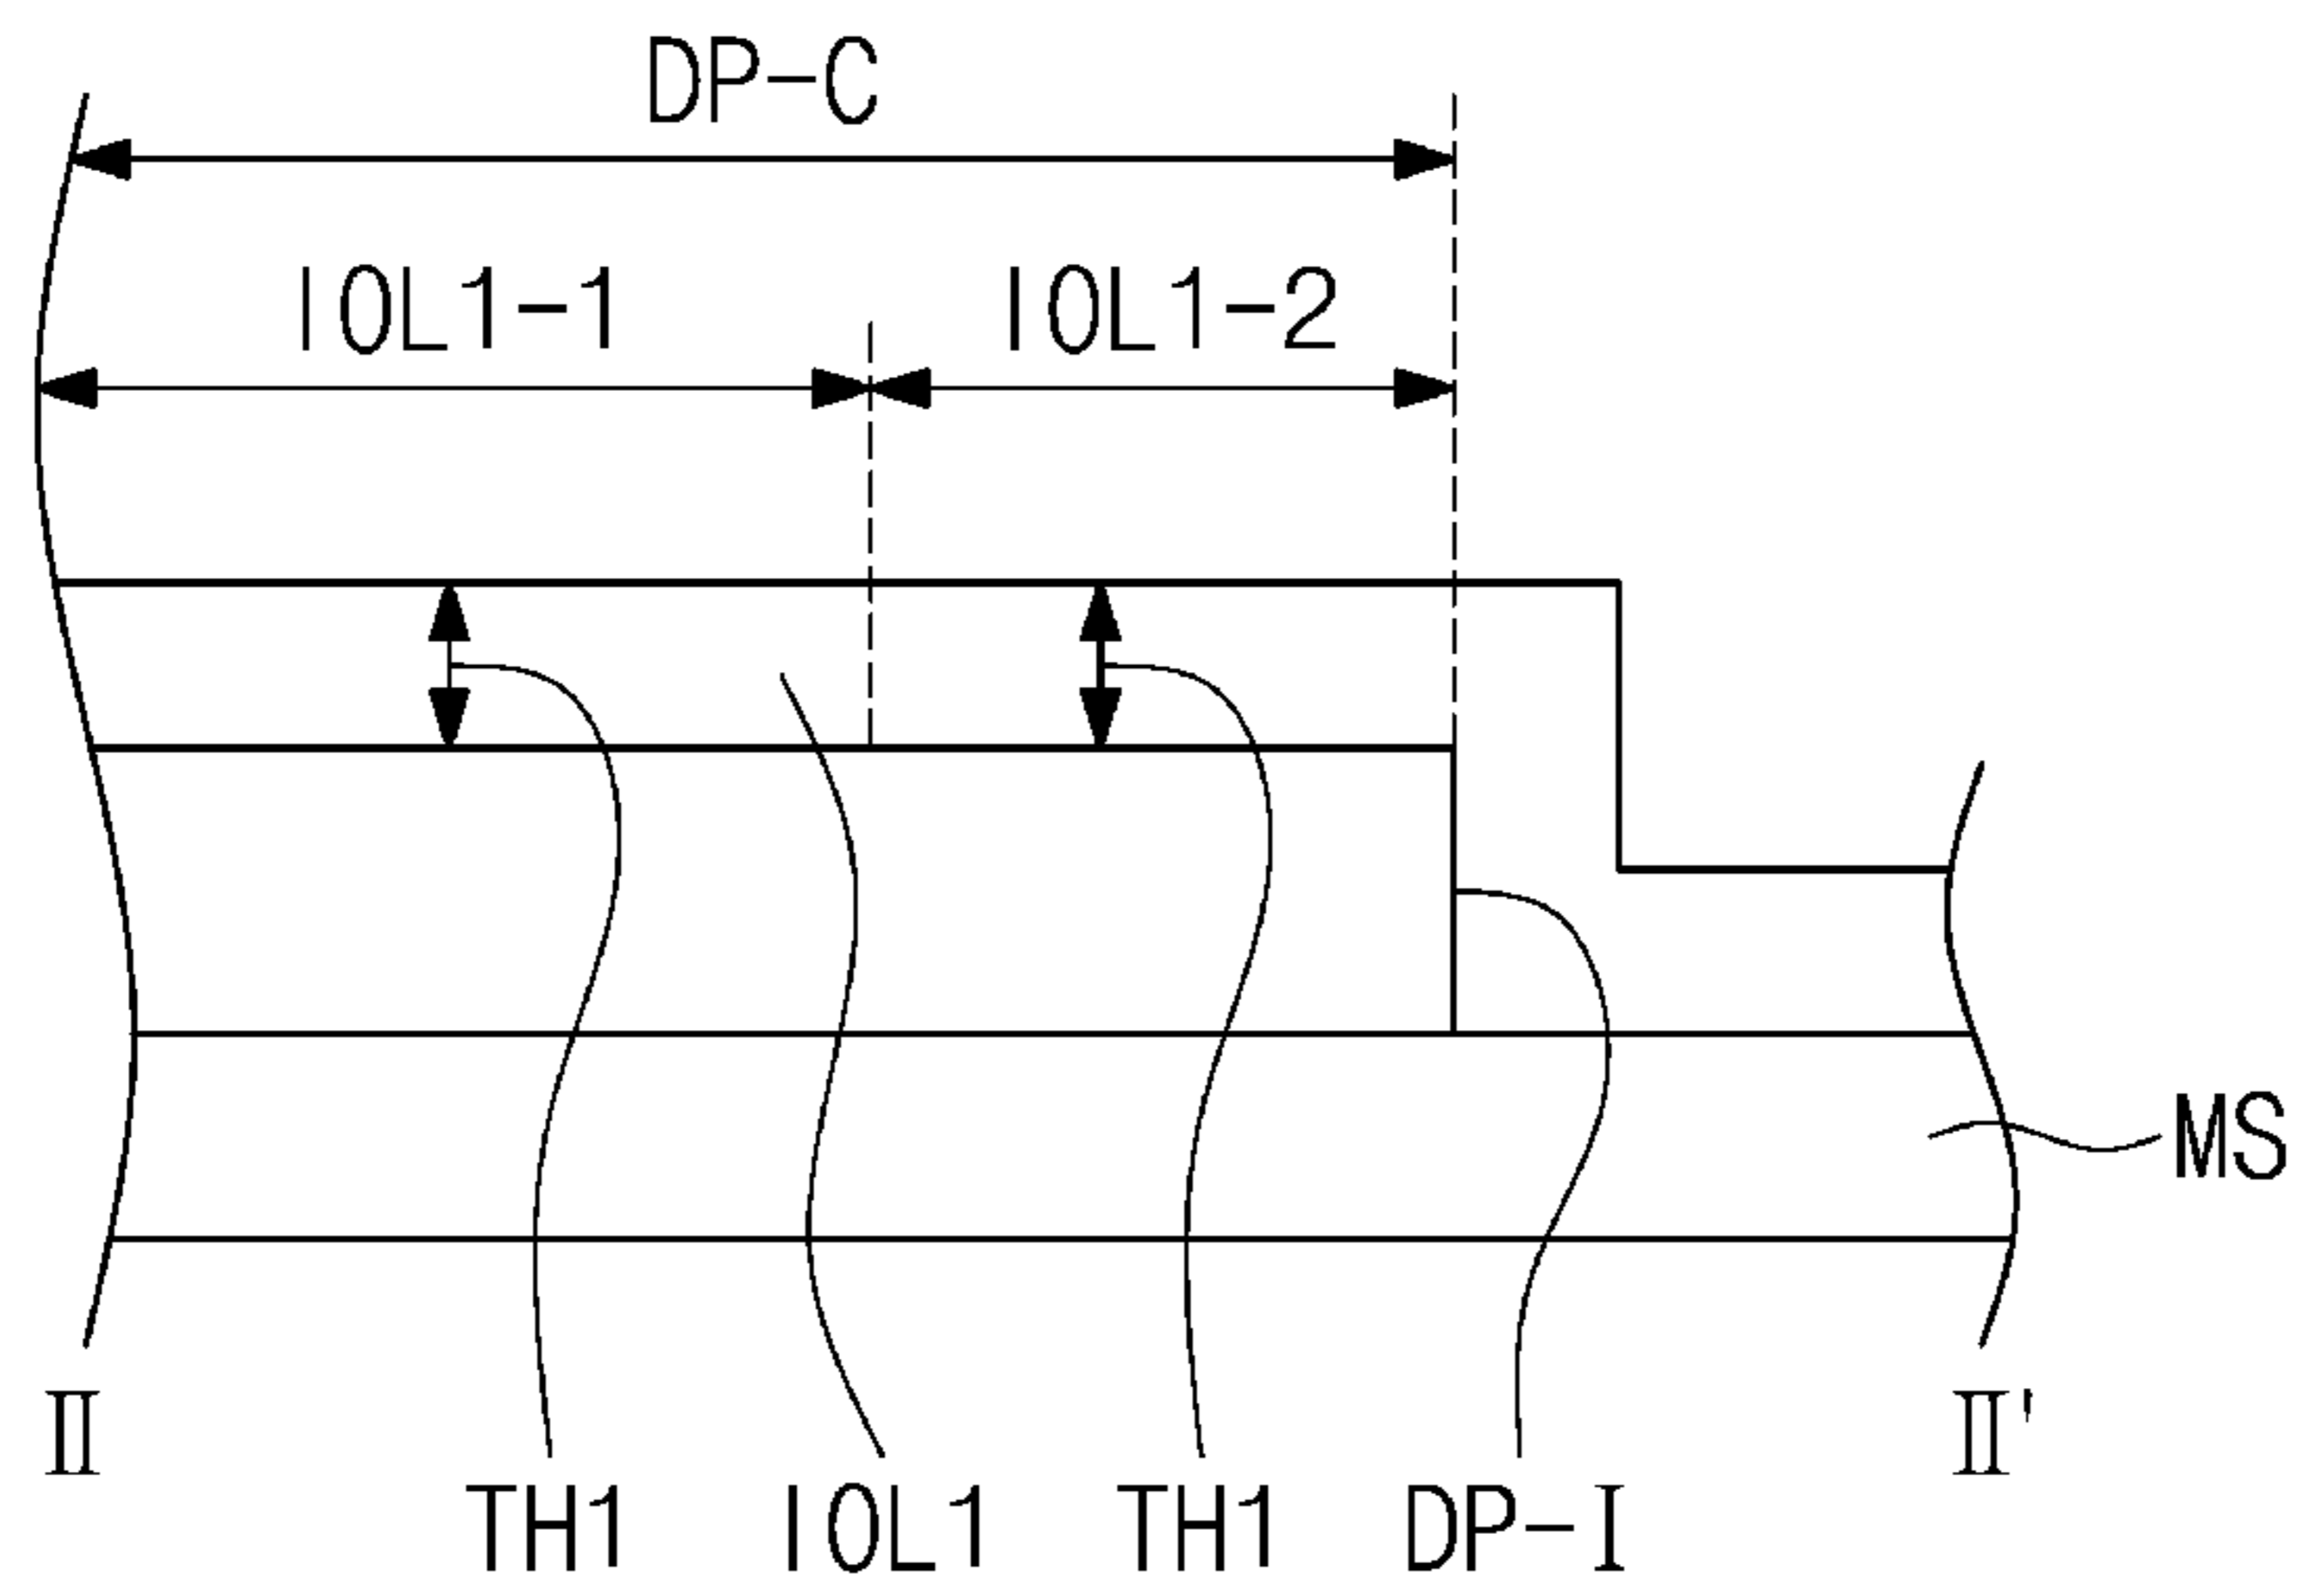 DP-C
IOL1-1 IOL1-2
MS
Ⅱ Ⅱ'
TH1 IOL1 TH1 DP-I